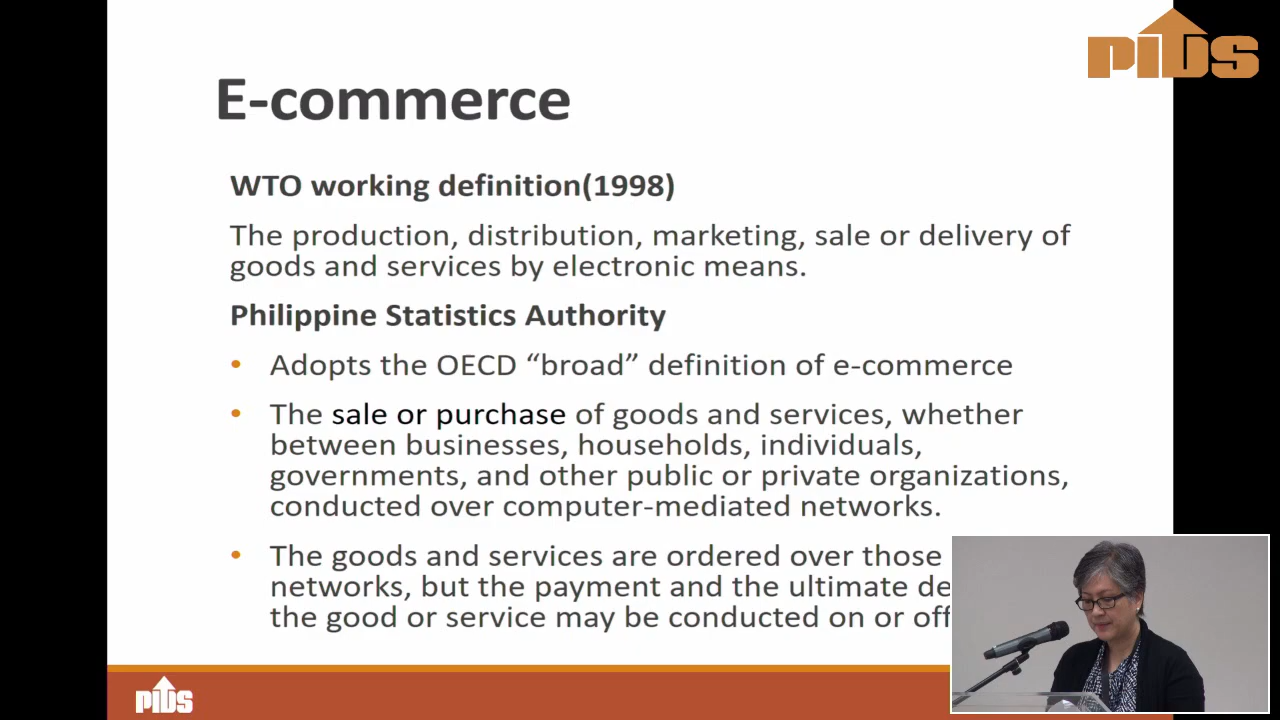 PIDS
E-commerce
WTO working definition(1998)
The production, distribution, marketing, sale or delivery of
goods and services by electronic means.
Philippine Statistics Authority
• Adopts the OECD “broad” definition of e-commerce
• The sale or purchase of goods and services, whether
between businesses, households, individuals,
governments, and other public or private organizations,
conducted over computer-mediated networks.
• The goods and services are ordered over those
networks, but the payment and the ultimate
the good or service may be conducted on or
PIDS